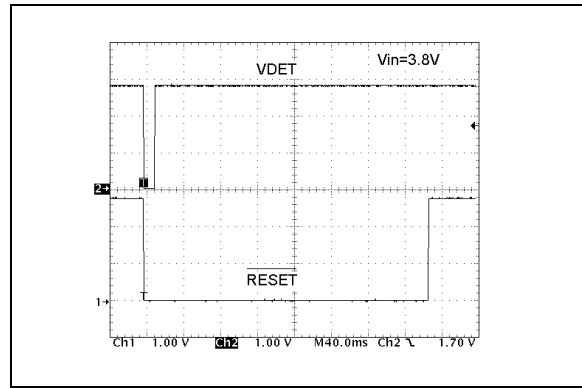 VDET
Vin=3.8V
T
2
RESET
T
1
Ch1 1.00 V Ch2 1.00 V M40.0ms Ch2 1.70 V